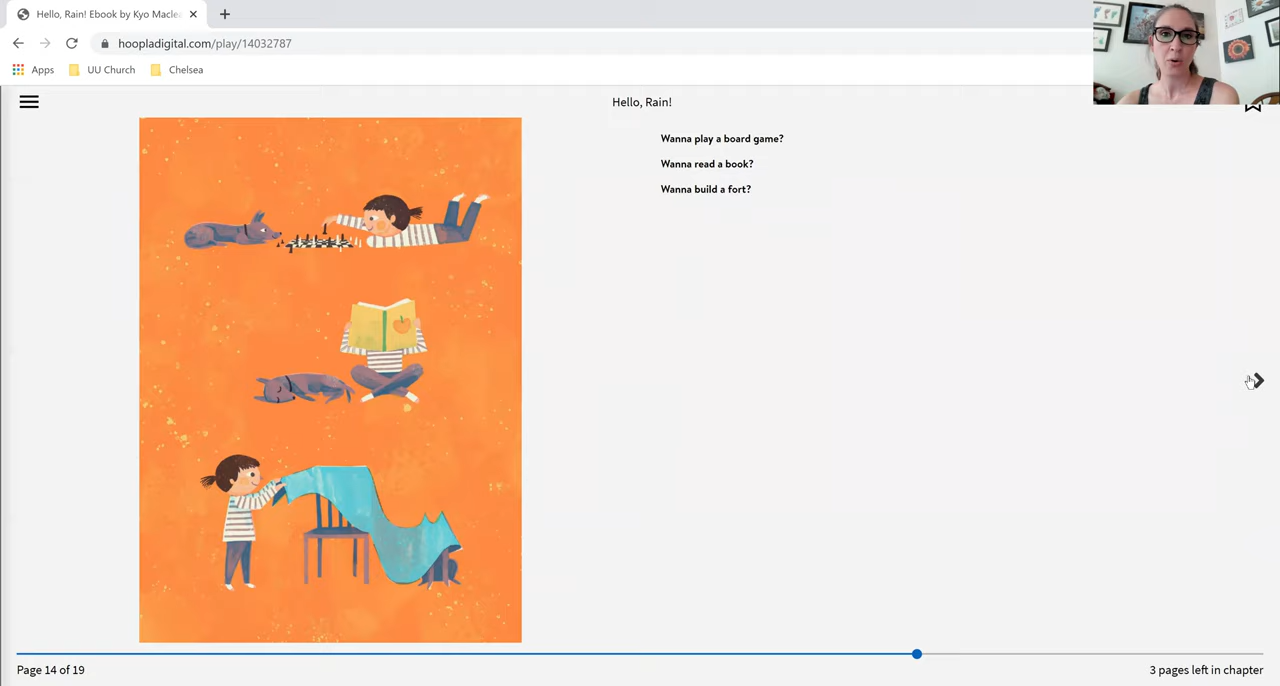 Hello, Rain! Ebook by Kyo Maclea
hoopladigital.com/play/14032787
Apps
UU Church
Chelsea
Hello, Rain!
Wanna play a board game?
Wanna read a book?
Wanna build a fort?
Page 14 of 19
3 pages left in chapter